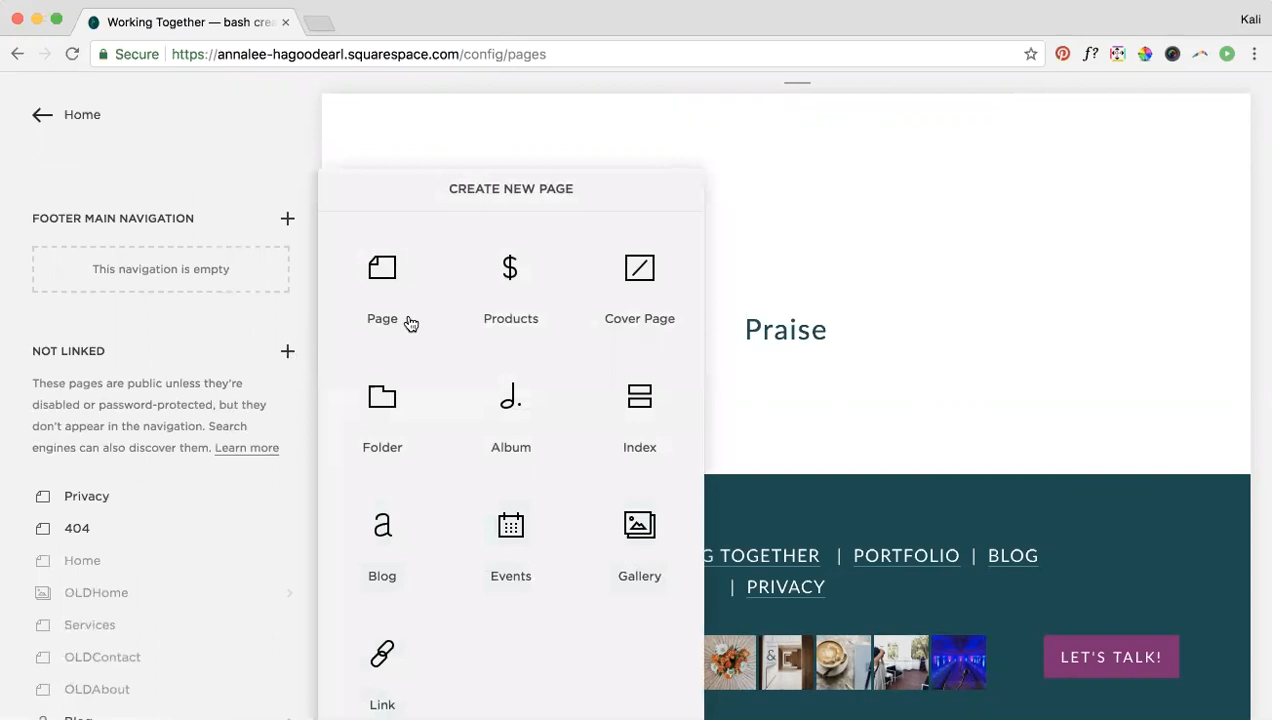 Working Together — bash crea
Kali
Secure https://annalee-hagoodearl.squarespace.com/config/pages
f?
Home
FOOTER MAIN NAVIGATION
This navigation is empty
NOT LINKED
These pages are public unless they're
disabled or password-protected, but they
don't appear in the navigation. Search
engines can also discover them. Learn more
Privacy
404
Home
OLDHome
Services
OLDContact
OLDAbout
Blog
CREATE NEW PAGE
Page
Products
Cover Page
Folder
Album
Index
Blog
Events
Gallery
Link
Praise
G TOGETHER | PORTFOLIO | BLOG
| PRIVACY
&
LET'S TALK!